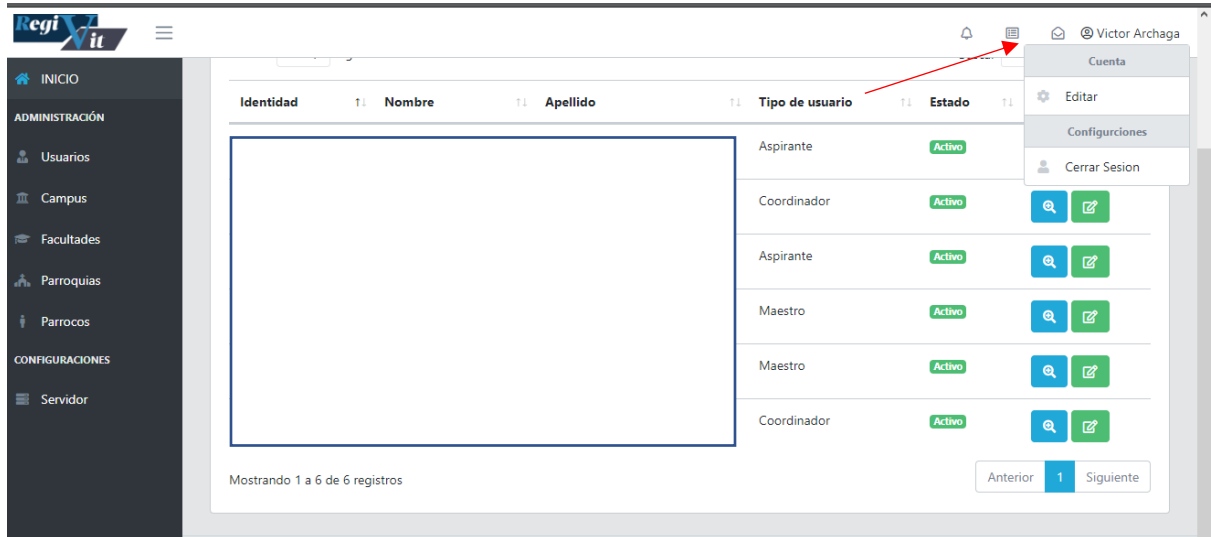 Regi Vit
Victor Archaga
Cuenta
Editar
Configurciones
Cerrar Sesion
INICIO
ADMINISTRACIÓN
Usuarios
Campus
Facultades
Parroquias
Parrocos
CONFIGURACIONES
Servidor
Identidad Nombre Apellido Tipo de usuario Estado
Aspirante Activo
Coordinador Activo
Aspirante Activo
Maestro Activo
Maestro Activo
Coordinador Activo
Mostrando 1 a 6 de 6 registros
Anterior 1 Siguiente